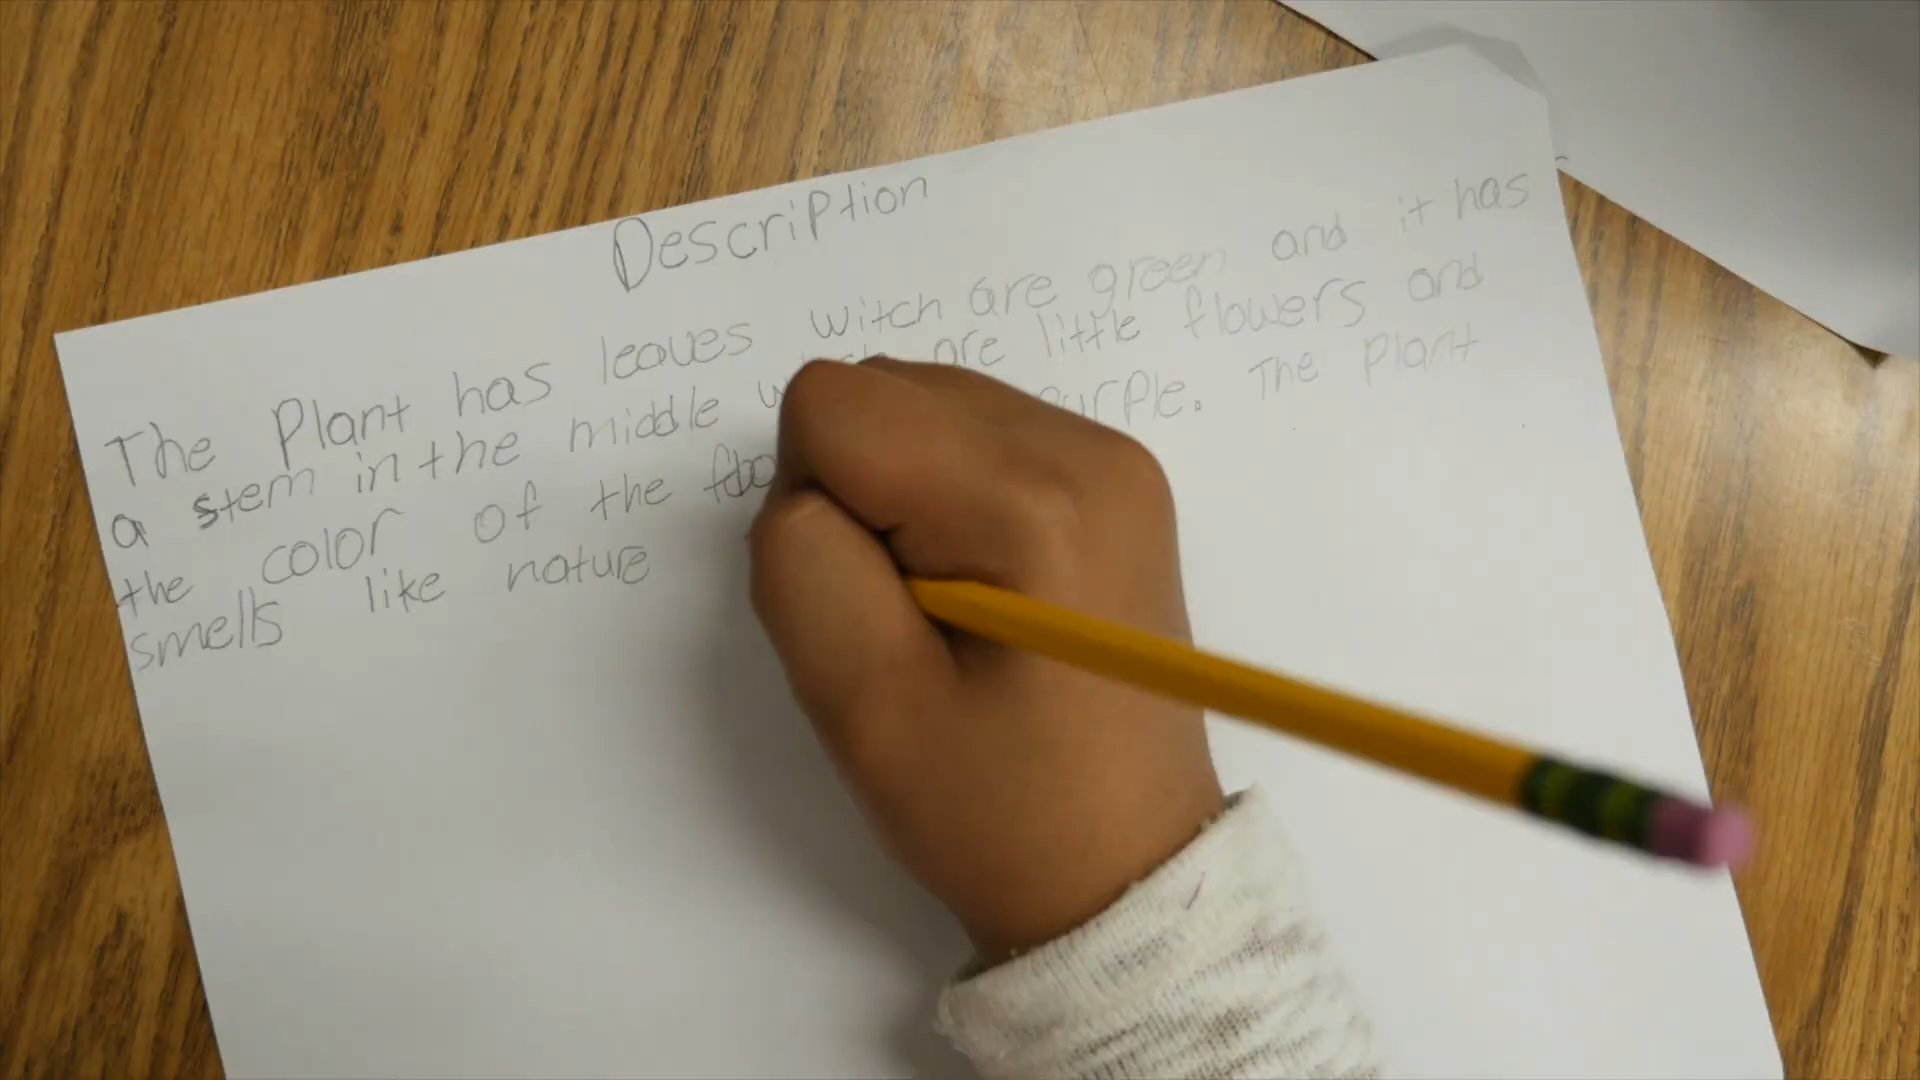 Description
The Plant has leaves witch are green and it has
a stem in the middle are little flowers and
the color of the purple. The Plant
smells like nature